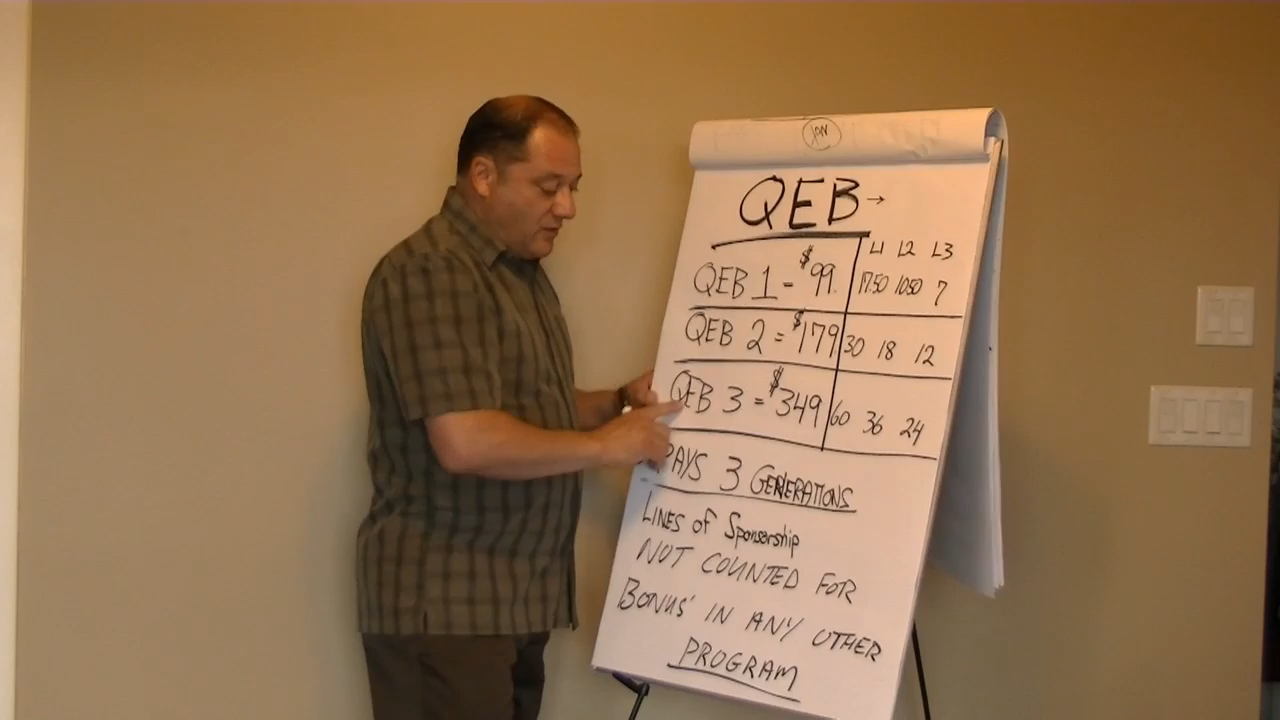 JAN
QEB →
L1 L2 L3
QEB 1 - $99. 17.50 10.50 7
QEB 2 = $179 30 18 12
QEB 3 = $349 60 36 24
PAYS 3 GENERATIONS
LINES OF Sponsorship
NOT COUNTED FOR
BONUS' IN ANY OTHER
PROGRAM